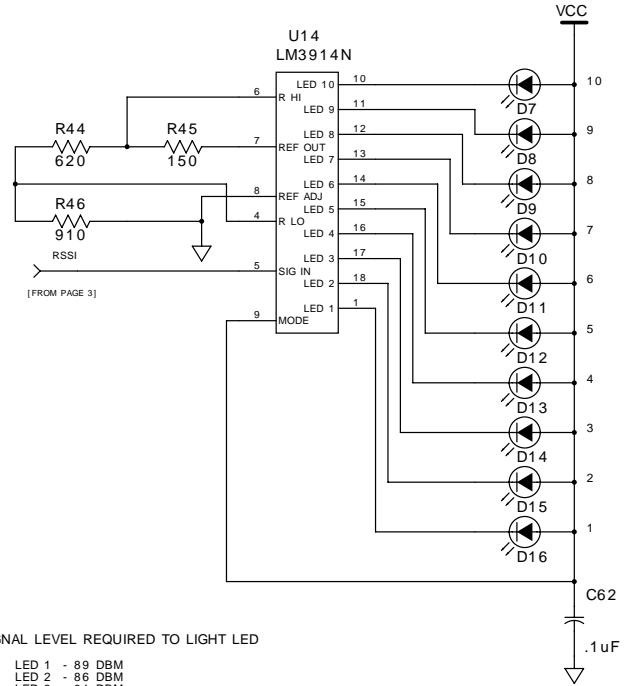 VCC
U14
LM3914N
LED 10
10
10
D7
6
R HI
LED 9
11
9
D8
R44
620
R45
150
7
REF OUT
LED 8
12
8
D9
LED 7
13
7
D10
8
REF ADJ
LED 6
14
6
D11
R46
910
4
R LO
LED 5
15
5
D12
LED 4
16
4
D13
RSSI
[FROM PAGE 3]
5
SIG IN
LED 3
17
3
D14
LED 2
18
2
D15
9
MODE
LED 1
1
1
D16
C62
.1uF
GNAL LEVEL REQUIRED TO LIGHT LED
LED 1 - 89 DBM
LED 2 - 86 DBM